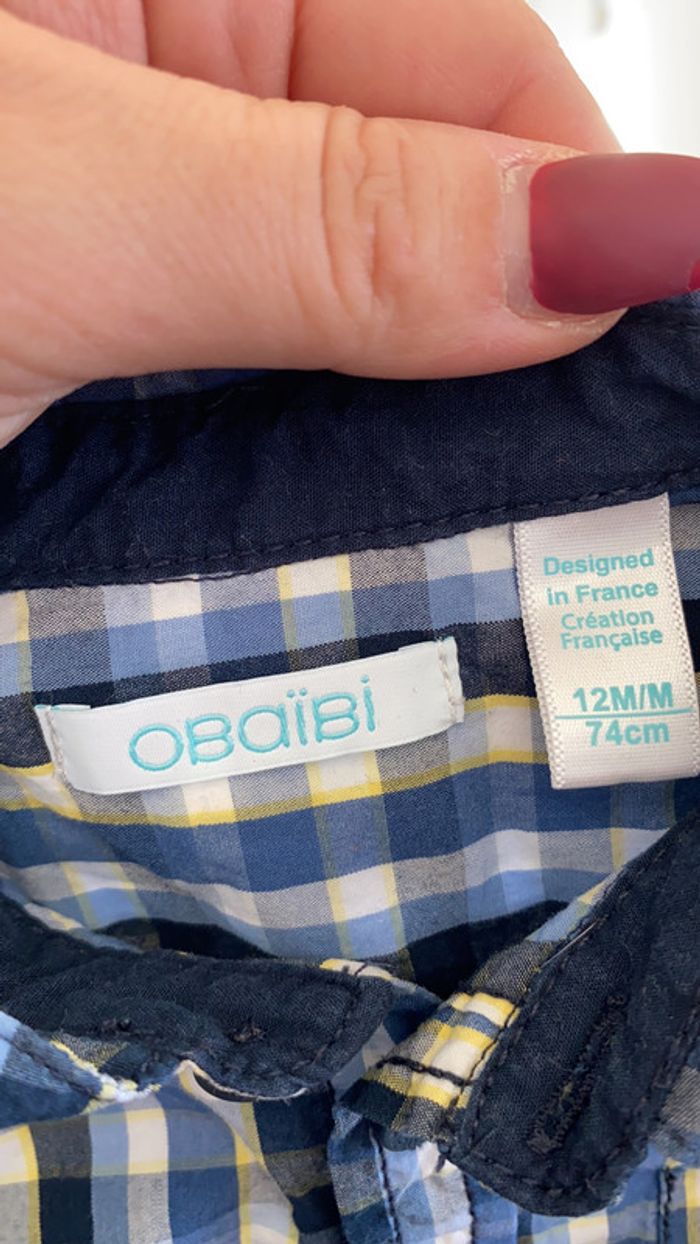 OBaïBi
Designed
in France
Création
Française
12M/M
74cm